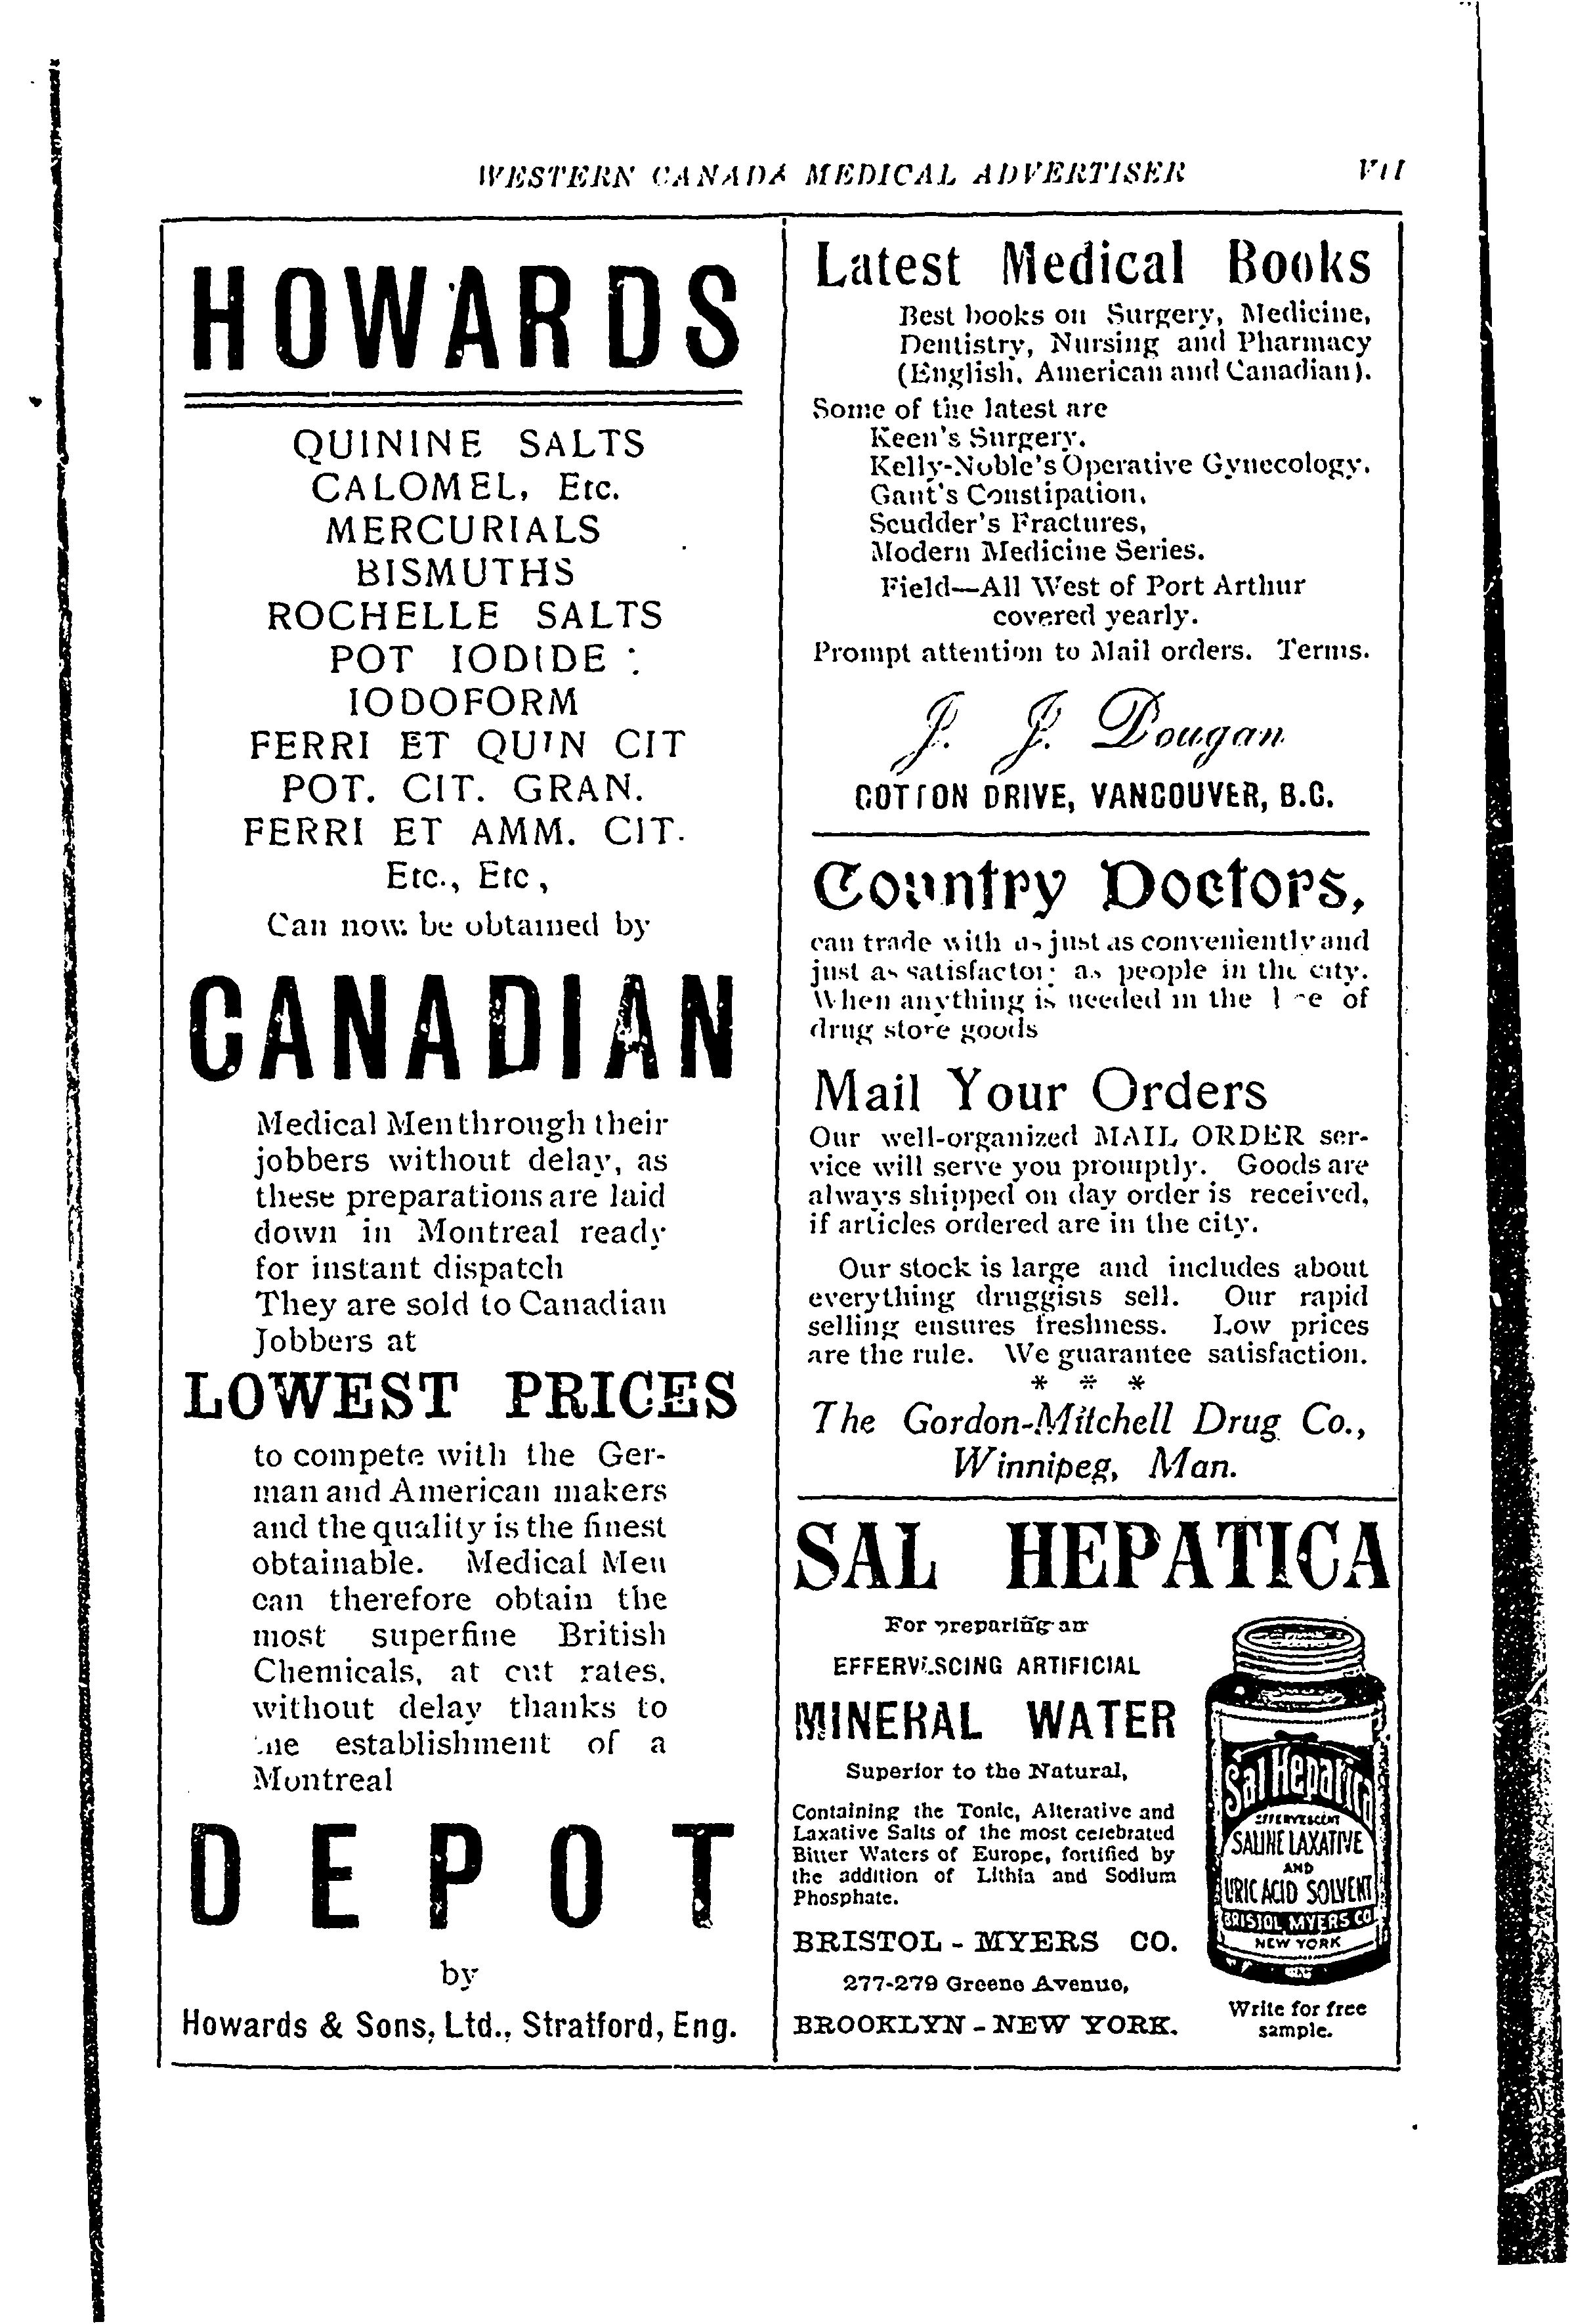 WESTERN CANADA MEDICAL ADVERTISER VII
HOWARDS
QUININE SALTS
CALOMEL, Etc.
MERCURIALS
BISMUTHS
ROCHELLE SALTS
POT IODIDE :
IODOFORM
FERRI ET QUIN CIT
POT. CIT. GRAN.
FERRI ET AMM. CIT.
Etc., Etc,
Can now be obtained by
CANADIAN
Medical Men through their
jobbers without delay, as
these preparations are laid
down in Montreal ready
for instant dispatch
They are sold to Canadian
Jobbers at
LOWEST PRICES
to compete with the Ger-
man and American makers
and the quality is the finest
obtainable. Medical Men
can therefore obtain the
most superfine British
Chemicals, at cut rates,
without delay thanks to
the establishment of a
Montreal
DEPOT
by
Howards & Sons, Ltd., Stratford, Eng.
Latest Medical Books
Best books on Surgery, Medicine,
Dentistry, Nursing and Pharmacy
(English, American and Canadian).
Some of the latest are
Keen's Surgery.
Kelly-Noble's Operative Gynecology.
Gant's Constipation,
Scudder's Fractures,
Modern Medicine Series.
Field—All West of Port Arthur
covered yearly.
Prompt attention to Mail orders. Terms.
J. J. Dougan
COTTON DRIVE, VANCOUVER, B.C.
Country Doctors,
can trade with us just as conveniently and
just as satisfactory as people in the city.
When anything is needed in the of
drug store goods
Mail Your Orders
Our well-organized MAIL ORDER ser-
vice will serve you promptly. Goods are
always shipped on day order is received,
if articles ordered are in the city.
Our stock is large and includes about
everything druggists sell. Our rapid
selling ensures freshness. Low prices
are the rule. We guarantee satisfaction.
* * *
The Gordon-Mitchell Drug Co.,
Winnipeg, Man.
SAL HEPATICA
For preparing an
EFFERVESCING ARTIFICIAL
MINERAL WATER
Superior to the Natural,
Containing the Tonic, Alterative and
Laxative Salts of the most celebrated
Bitter Waters of Europe, fortified by
the addition of Lithia and Sodium
Phosphate.
BRISTOL - MYERS CO.
277-279 Greene Avenue,
BROOKLYN - NEW YORK.
Sal Hepatica
EFFERVESCENT
SALINE LAXATIVE
AND
URIC ACID SOLVENT
BRISTOL MYERS CO
NEW YORK
Write for free
sample.